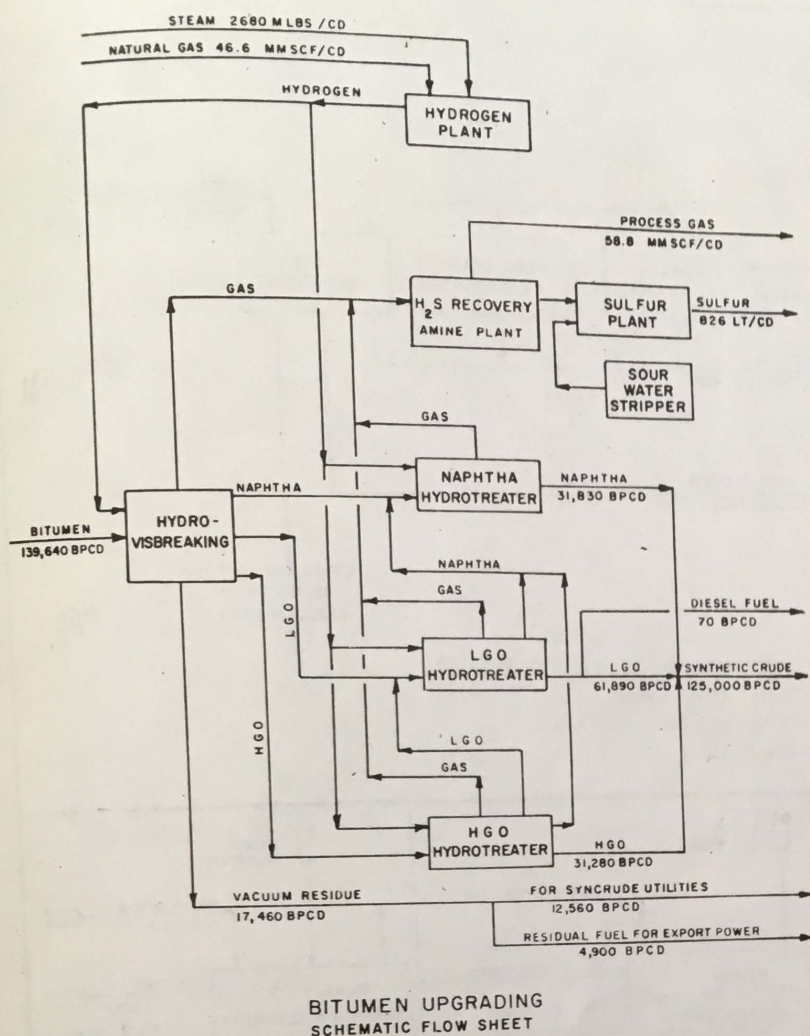 STEAM 2680 M LBS /CD
NATURAL GAS 46.6 MMSCF/CD
HYDROGEN
HYDROGEN
PLANT
PROCESS GAS
58.8 MMSCF/CD
GAS
H2S RECOVERY
AMINE PLANT
SULFUR
PLANT
SULFUR
826 LT/CD
SOUR
WATER
STRIPPER
GAS
NAPHTHA
NAPHTHA
HYDROTREATER
NAPHTHA
31,830 BPCD
BITUMEN
139,640 BPCD
HYDRO-
VISBREAKING
NAPHTHA
GAS
LGO
DIESEL FUEL
70 BPCD
LGO
HYDROTREATER
LGO
61,890 BPCD
SYNTHETIC CRUDE
125,000 BPCD
HGO
LGO
GAS
HGO
HYDROTREATER
HGO
31,280 BPCD
VACUUM RESIDUE
17,460 BPCD
FOR SYNCRUDE UTILITIES
12,560 BPCD
RESIDUAL FUEL FOR EXPORT POWER
4,900 BPCD
BITUMEN UPGRADING
SCHEMATIC FLOW SHEET